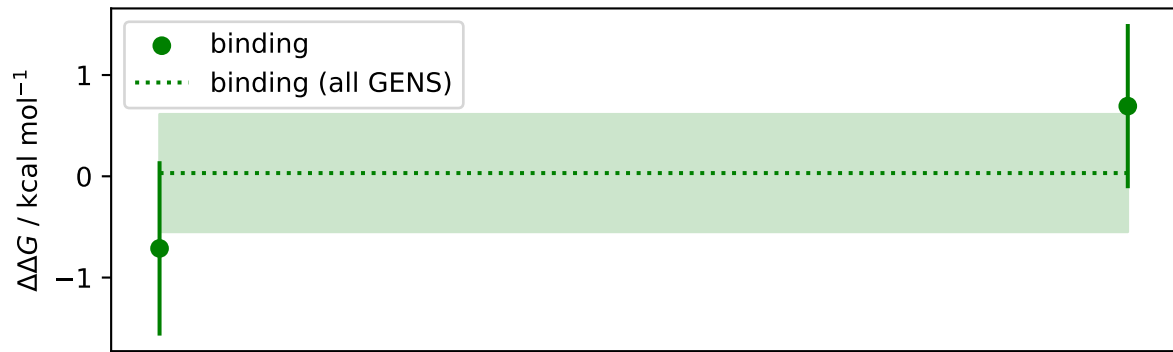 binding
binding (all GENS)
1
0
−1
ΔΔG / kcal mol⁻¹